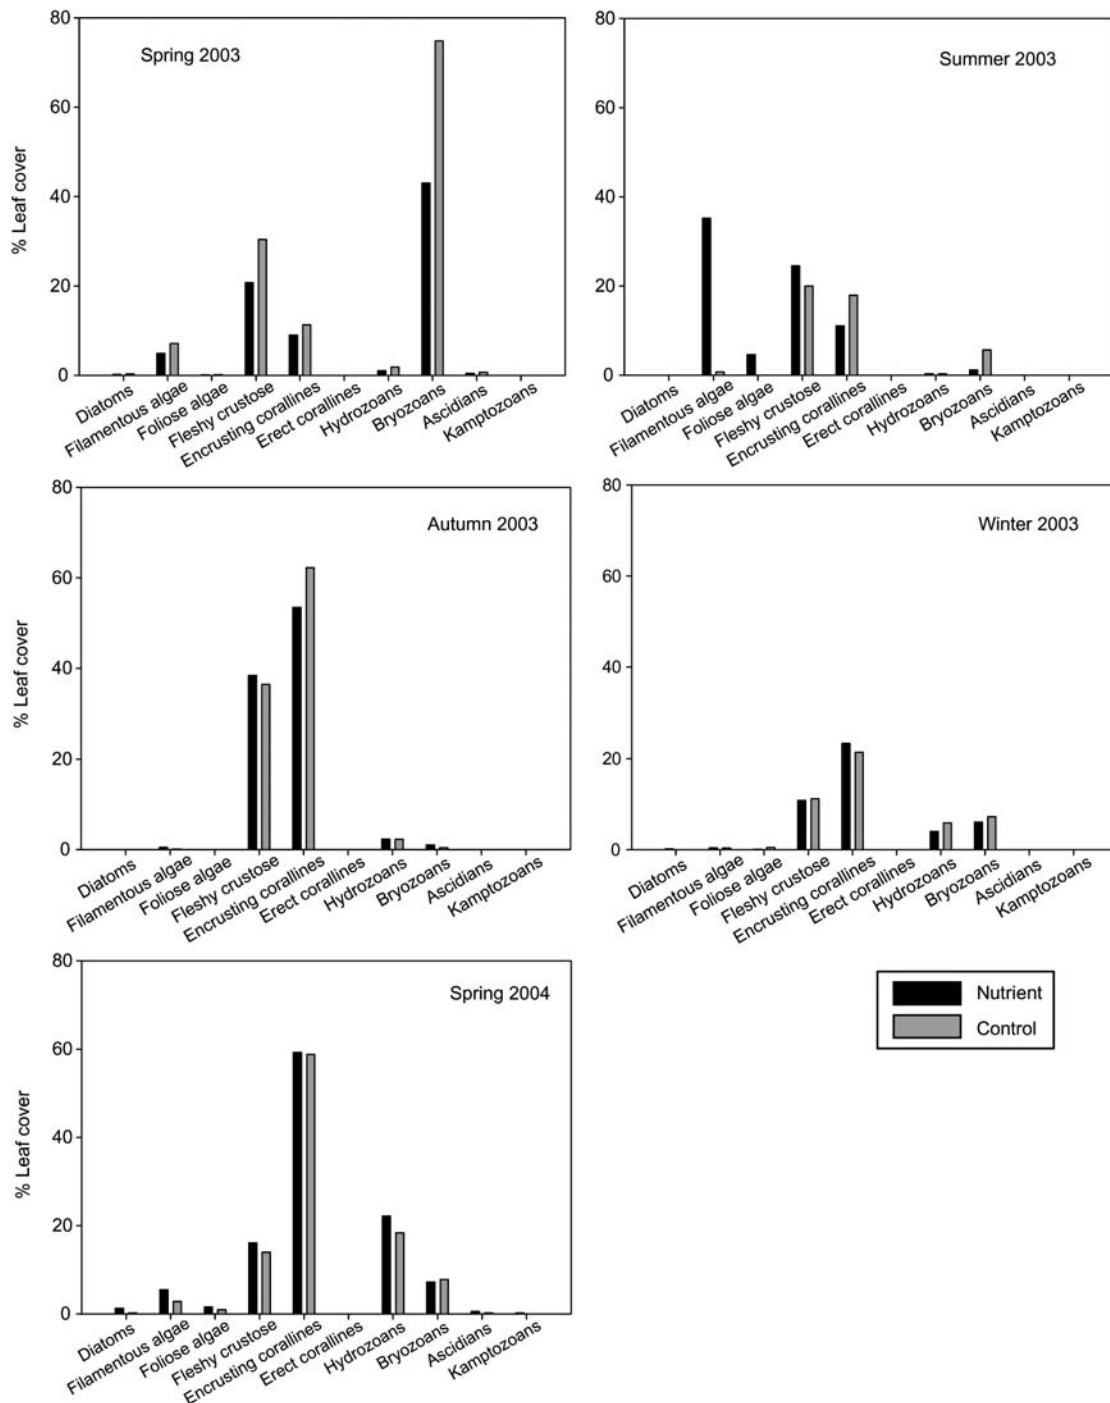 80
60
40
20
0
% Leaf cover
Spring 2003
Diatoms
Filamentous algae
Foliose algae
Fleshy crustose
Encrusting corallines
Erect corallines
Hydrozoans
Bryozoans
Ascidians
Kamptozoans
80
60
40
20
0
Summer 2003
Diatoms
Filamentous algae
Foliose algae
Fleshy crustose
Encrusting corallines
Erect corallines
Hydrozoans
Bryozoans
Ascidians
Kamptozoans
80
60
40
20
0
% Leaf cover
Autumn 2003
Diatoms
Filamentous algae
Foliose algae
Fleshy crustose
Encrusting corallines
Erect corallines
Hydrozoans
Bryozoans
Ascidians
Kamptozoans
80
60
40
20
0
Winter 2003
Diatoms
Filamentous algae
Foliose algae
Fleshy crustose
Encrusting corallines
Erect corallines
Hydrozoans
Bryozoans
Ascidians
Kamptozoans
80
60
40
20
0
% Leaf cover
Spring 2004
Diatoms
Filamentous algae
Foliose algae
Fleshy crustose
Encrusting corallines
Erect corallines
Hydrozoans
Bryozoans
Ascidians
Kamptozoans
Nutrient
Control